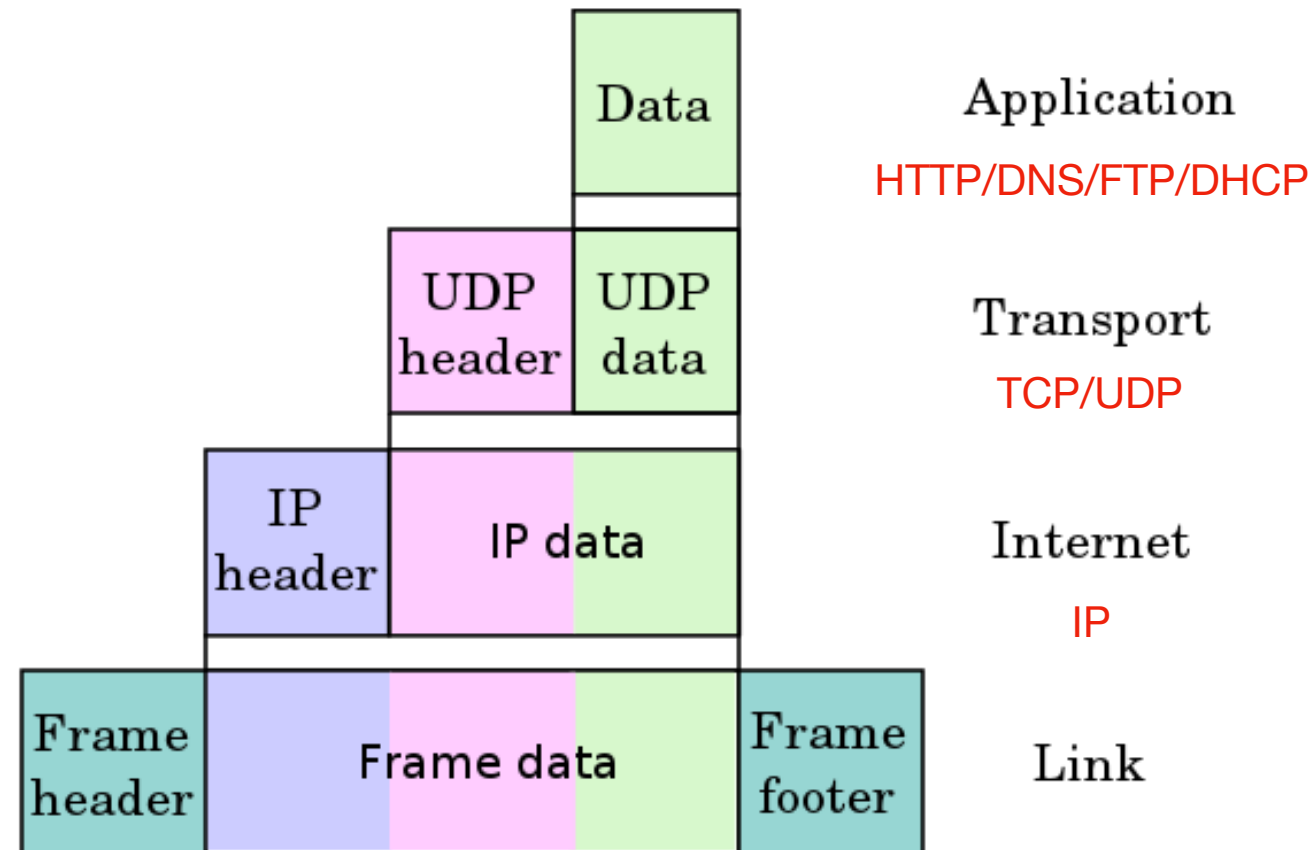 Data
Application
HTTP/DNS/FTP/DHCP
UDP
header
UDP
data
Transport
TCP/UDP
IP
header
IP data
Internet
IP
Frame
header
Frame data
Frame
footer
Link